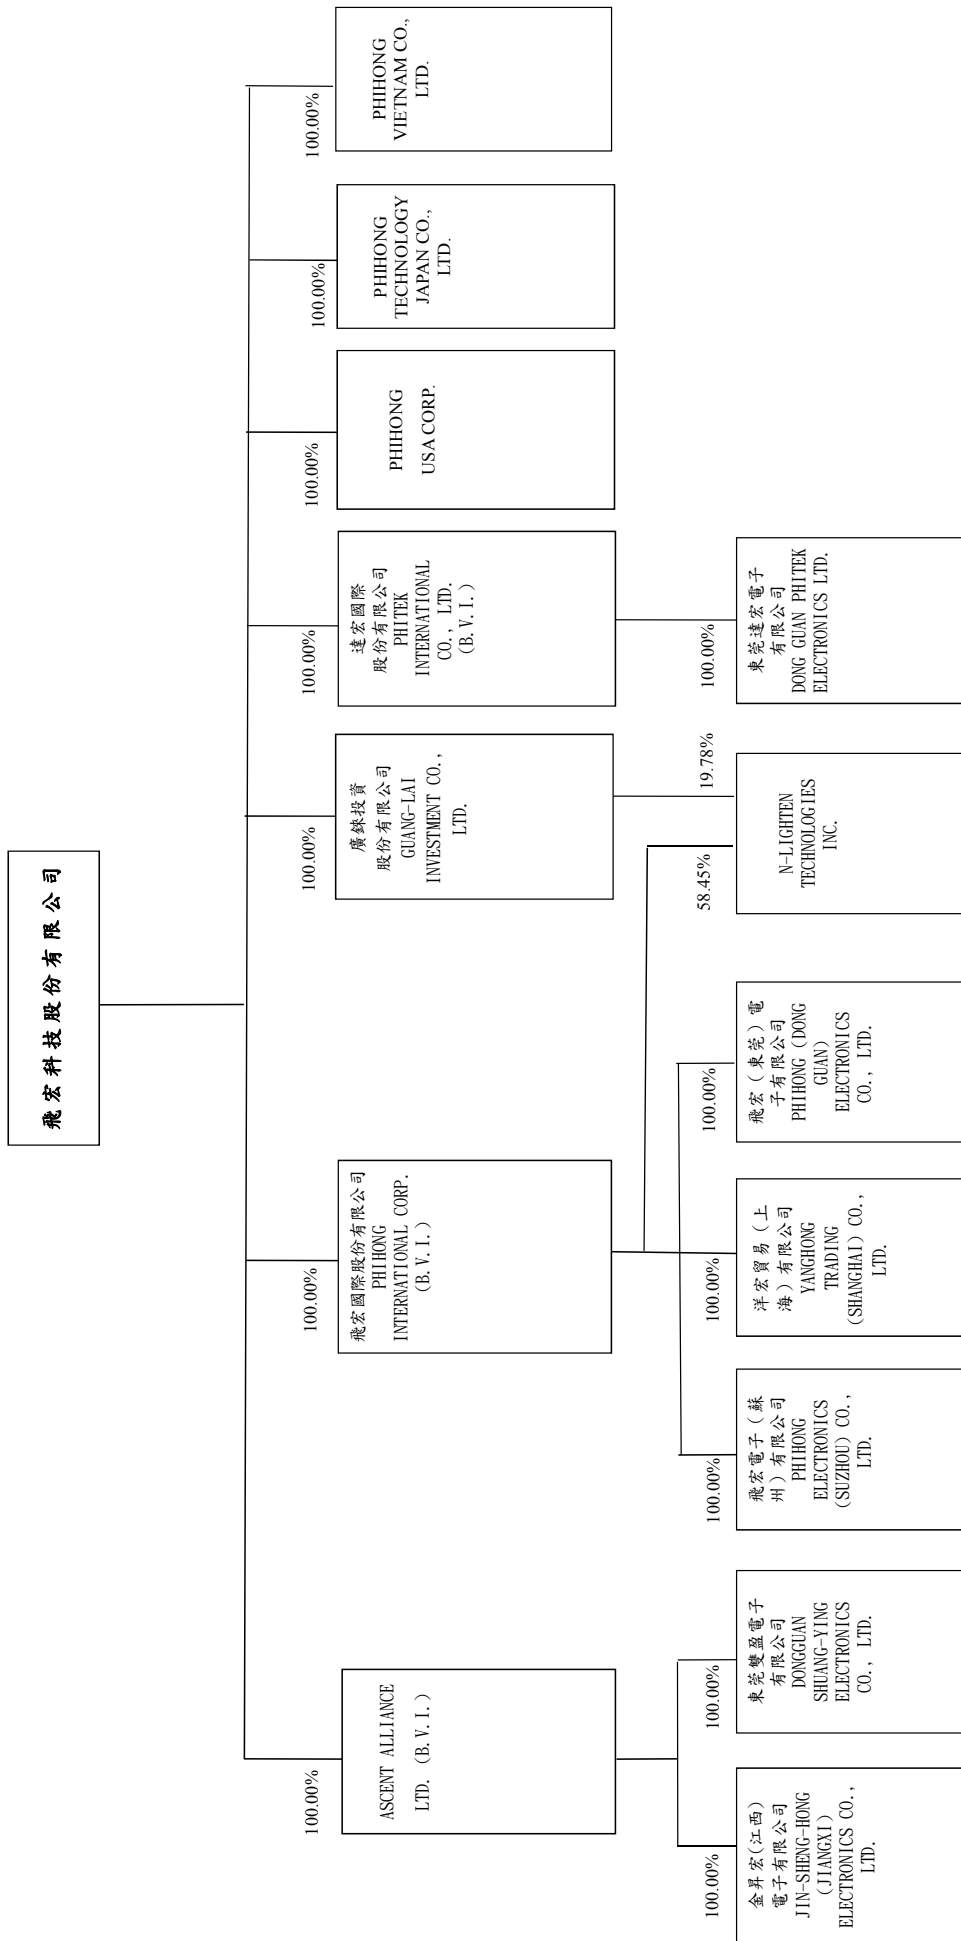 飛宏科技股份有限公司
100.00%
ASCENT ALLIANCE
LTD. (B.V.I.)
100.00%
飛宏國際股份有限公司
PHIHONG
INTERNATIONAL CORP.
(B.V.I.)
100.00%
廣錸投資
股份有限公司
GUANG-LAI
INVESTMENT CO.,
LTD.
100.00%
達宏國際
股份有限公司
PHITEK
INTERNATIONAL
CO., LTD.
(B.V.I.)
100.00%
PHIHONG
USA CORP.
100.00%
PHIHONG
TECHNOLOGY
JAPAN CO.,
LTD.
100.00%
PHIHONG
VIETNAM CO.,
LTD.
100.00%
金昇宏(江西)
電子有限公司
JIN-SHENG-HONG
(JIANGXI)
ELECTRONICS CO.,
LTD.
100.00%
東莞雙盈電子
有限公司
DONGGUAN
SHUANG-YING
ELECTRONICS
CO., LTD.
100.00%
飛宏電子(蘇
州)有限公司
PHIHONG
ELECTRONICS
(SUZHOU) CO.,
LTD.
100.00%
洋宏貿易(上
海)有限公司
YANGHONG
TRADING
(SHANGHAI) CO.,
LTD.
100.00%
飛宏(東莞)電
子有限公司
PHIHONG (DONG
GUAN)
ELECTRONICS
CO., LTD.
58.45%
19.78%
N-LIGHTEN
TECHNOLOGIES
INC.
100.00%
東莞達宏電子
有限公司
DONG GUAN PHITEK
ELECTRONICS LTD.